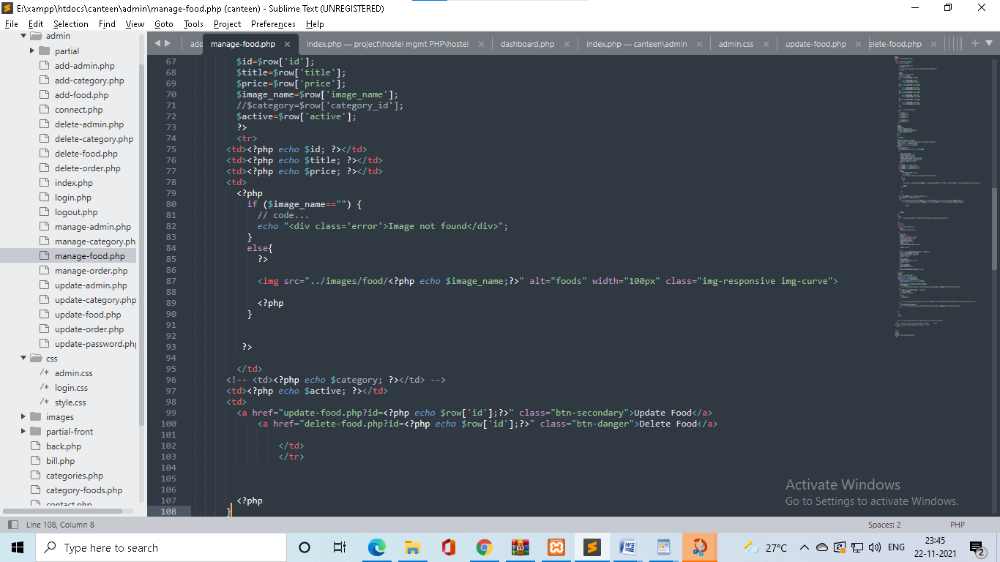 E:\xampp\htdocs\canteen\admin\manage-food.php (canteen) - Sublime Text (UNREGISTERED)
File Edit Selection Find View Goto Tools Project Preferences Help
admin
partial
add-admin.php
add-category.php
add-food.php
connect.php
delete-admin.php
delete-category.php
delete-food.php
delete-order.php
index.php
login.php
logout.php
manage-admin.php
manage-category.ph
manage-food.php
manage-order.php
update-admin.php
update-category.php
update-food.php
update-order.php
update-password.php
css
/* admin.css
/* login.css
/* style.css
images
partial-front
back.php
bill.php
categories.php
category-foods.php
contact.php
add manage-food.php × index.php — project\hostel mgmt PHP\hostel × dashboard.php × index.php — canteen\admin × admin.css × update-food.php × elete-food.php × +
67 $id=$row['id'];
68 $title=$row['title'];
69 $price=$row['price'];
70 $image_name=$row['image_name'];
71 //$category=$row['category_id'];
72 $active=$row['active'];
73 ?>
74 <tr>
75 <td><?php echo $id; ?></td>
76 <td><?php echo $title; ?></td>
77 <td><?php echo $price; ?></td>
78 <td>
79 <?php
80 if ($image_name=="") {
81 // code...
82 echo "<div class='error'>Image not found</div>";
83 }
84 else{
85 ?>
86
87 <img src="../images/food/<?php echo $image_name;?>" alt="foods" width="100px" class="img-responsive img-curve">
88
89 <?php
90 }
91
92
93 ?>
94
95 </td>
96 <!-- <td><?php echo $category; ?></td> -->
97 <td><?php echo $active; ?></td>
98 <td>
99 <a href="update-food.php?id=<?php echo $row['id'];?>" class="btn-secondary">Update Food</a>
100 <a href="delete-food.php?id=<?php echo $row['id'];?>" class="btn-danger">Delete Food</a>
101
102 </td>
103 </tr>
104
105
106
107 <?php
108 }
Activate Windows
Go to Settings to activate Windows.
Line 108, Column 8 Spaces: 2 PHP
Type here to search
27°C ENG
23:45
22-11-2021
2